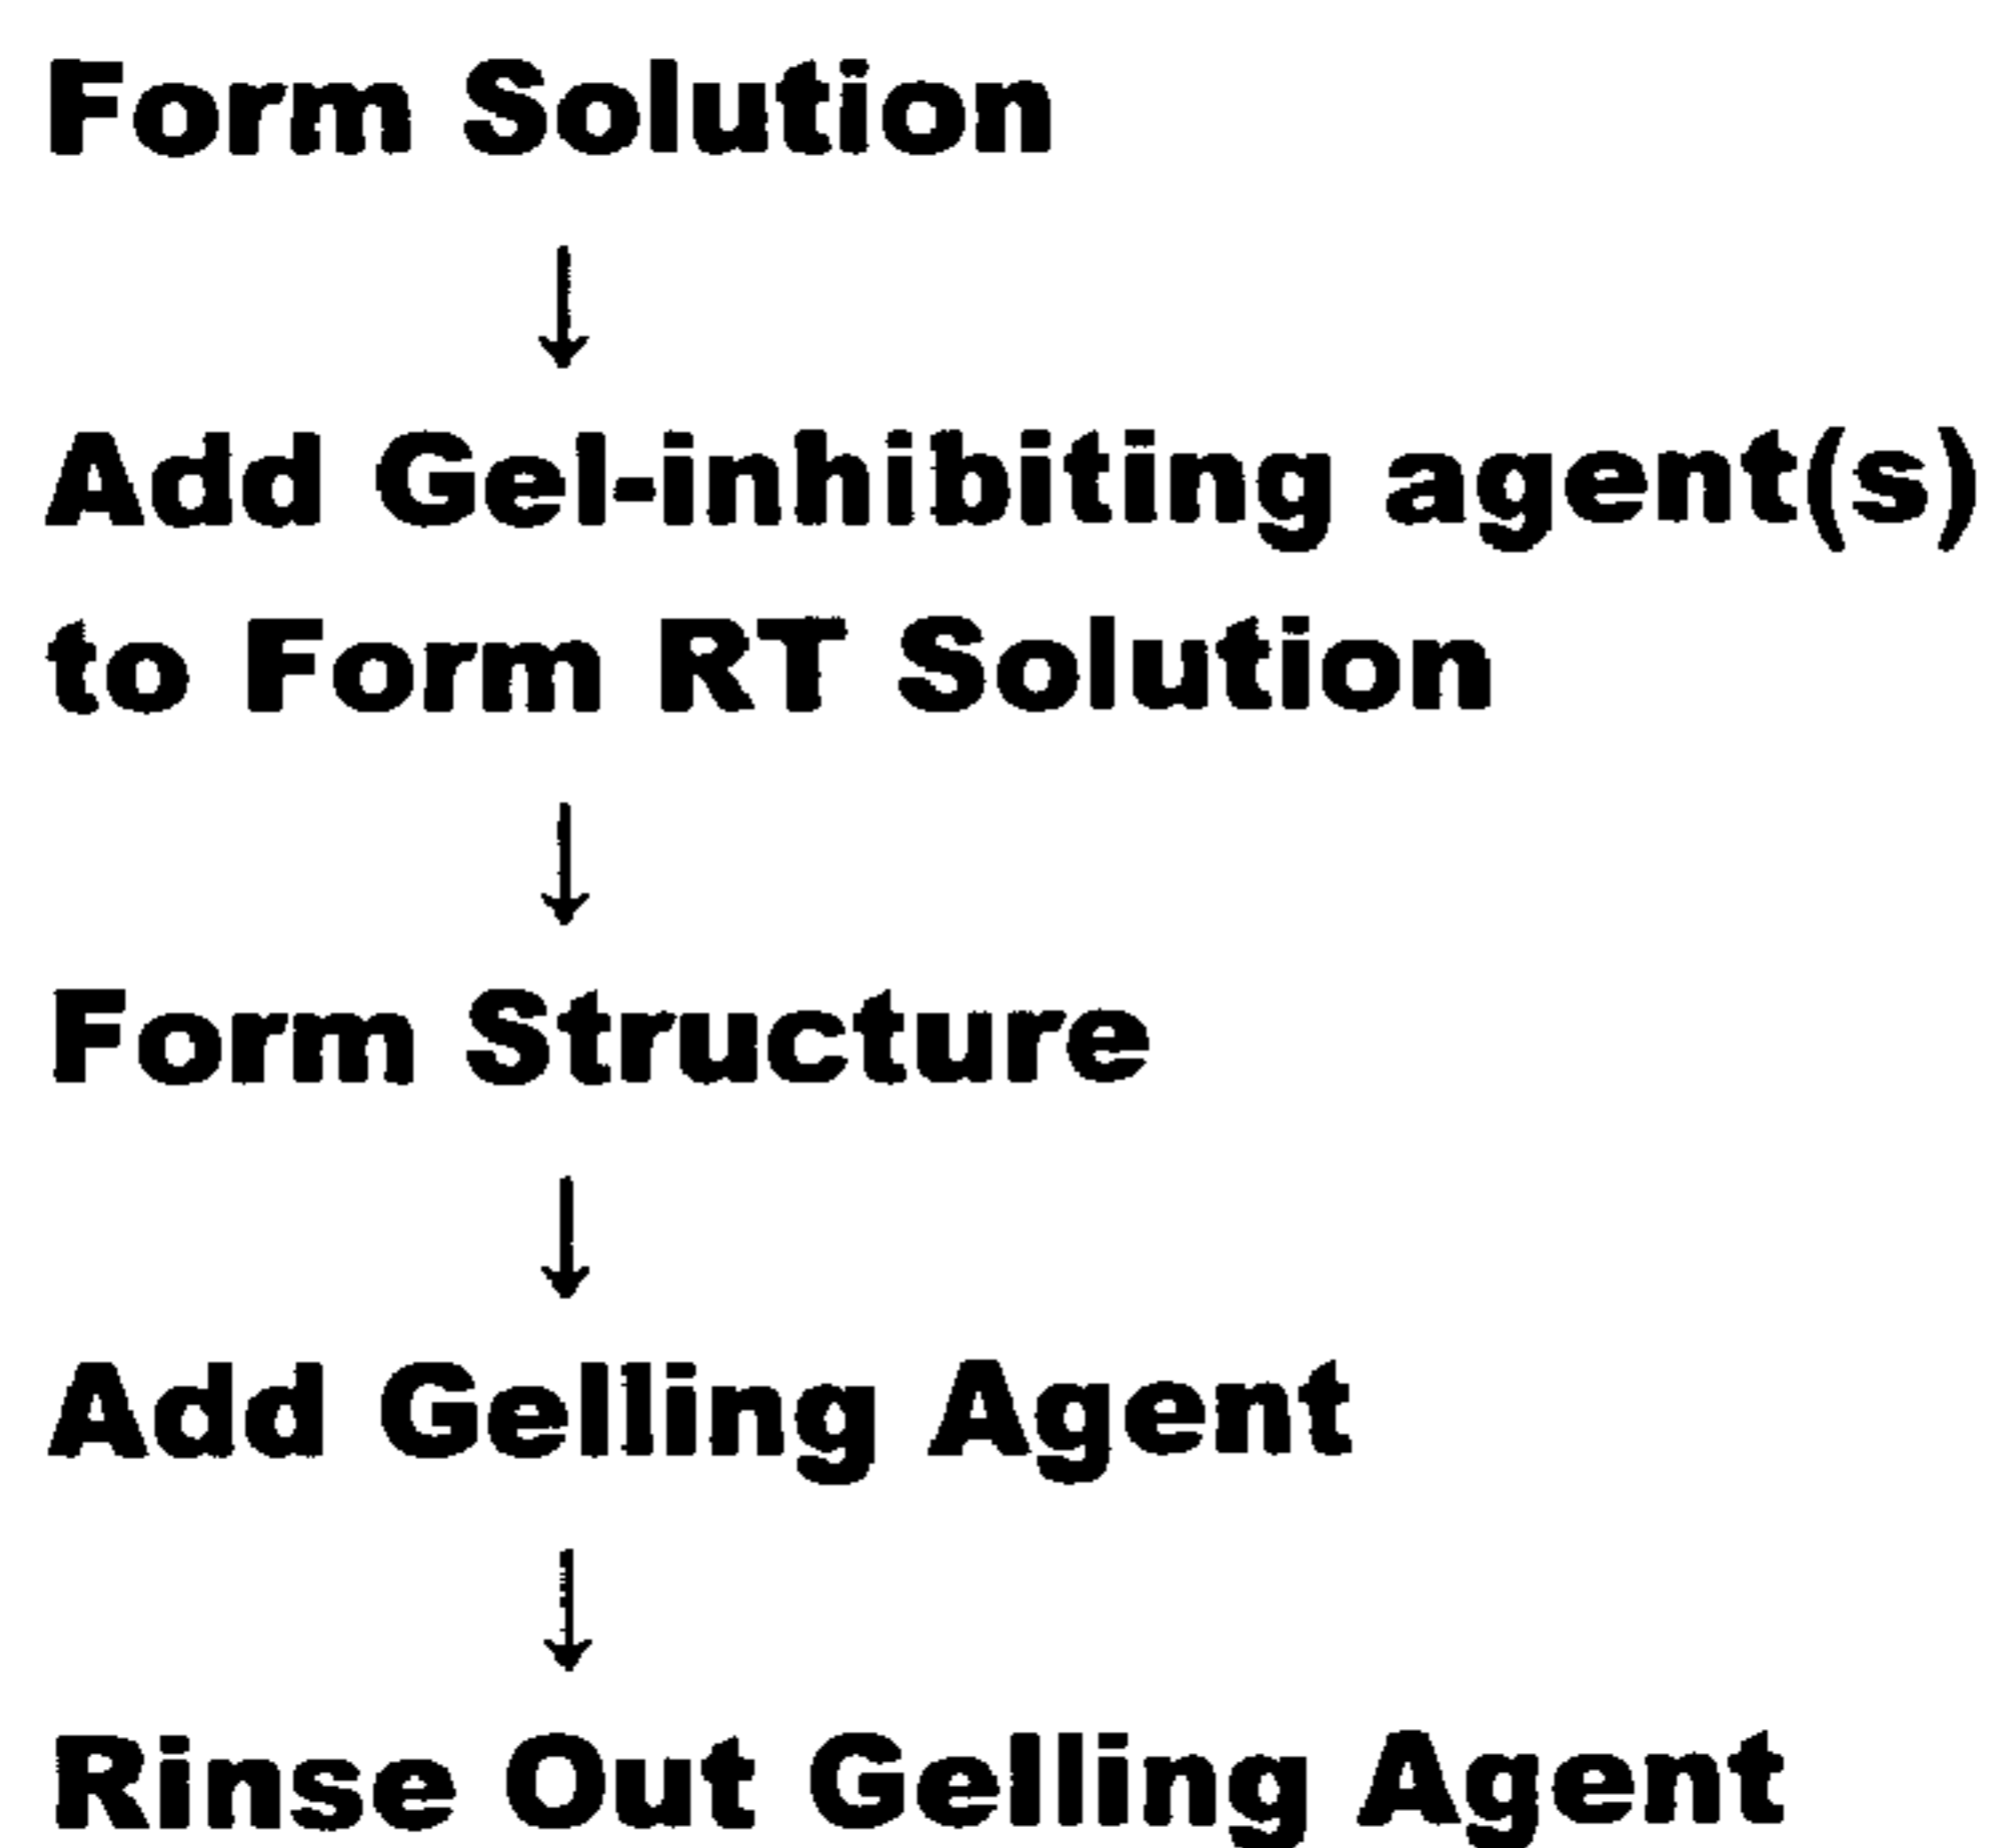 Form Solution
Add Gel-inhibiting agent(s)
to Form RT Solution
Form Structure
Add Gelling Agent
Rinse Out Gelling Agent